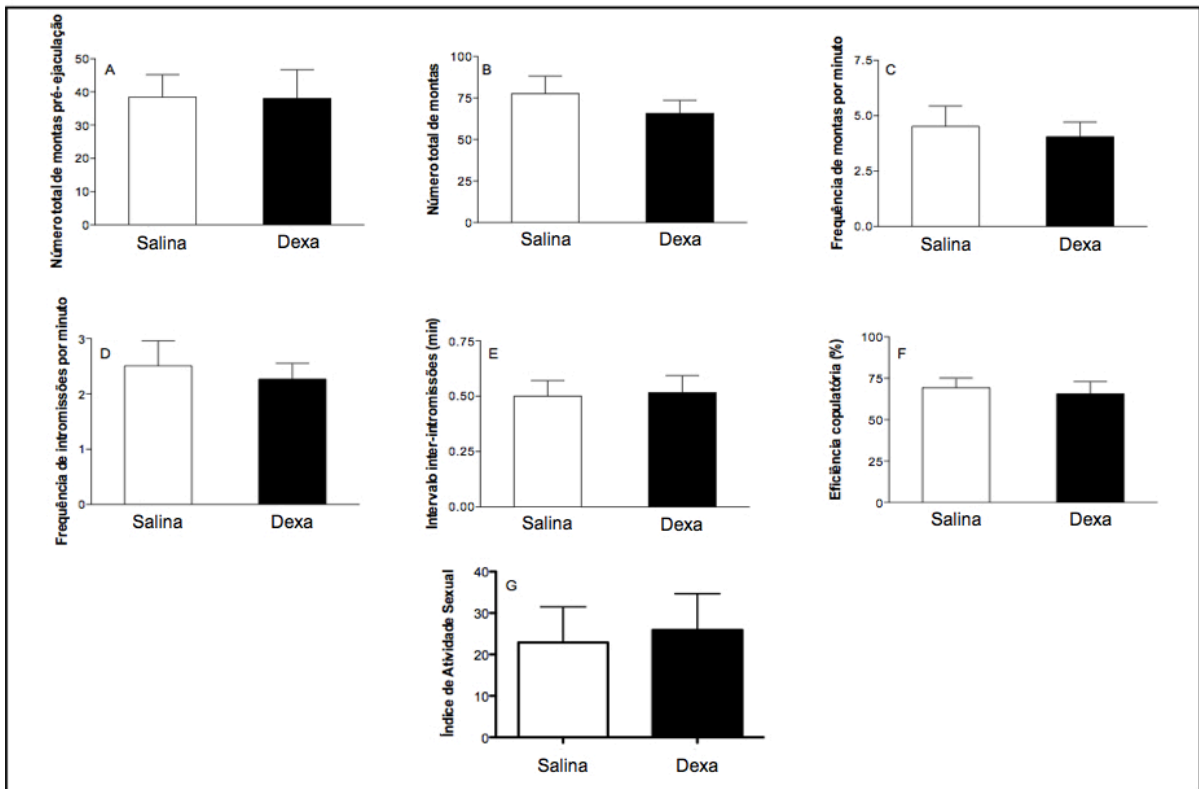 A
Número total de montas pré- ejaculação
50
40
30
20
10
0
Salina Dexa
B
Número total de montas
100
75
50
25
0
Salina Dexa
C
Frequência de montas por minuto
7.5
5.0
2.5
0.0
Salina Dexa
D
Frequência de intromissões por minuto
3
2
1
0
Salina Dexa
E
Intervalo inter-intromissões (min)
0.75
0.50
0.25
0.00
Salina Dexa
F
Eficiência copulatória (%)
100
75
50
25
0
Salina Dexa
G
Índice de Atividade Sexual
40
30
20
10
0
Salina Dexa